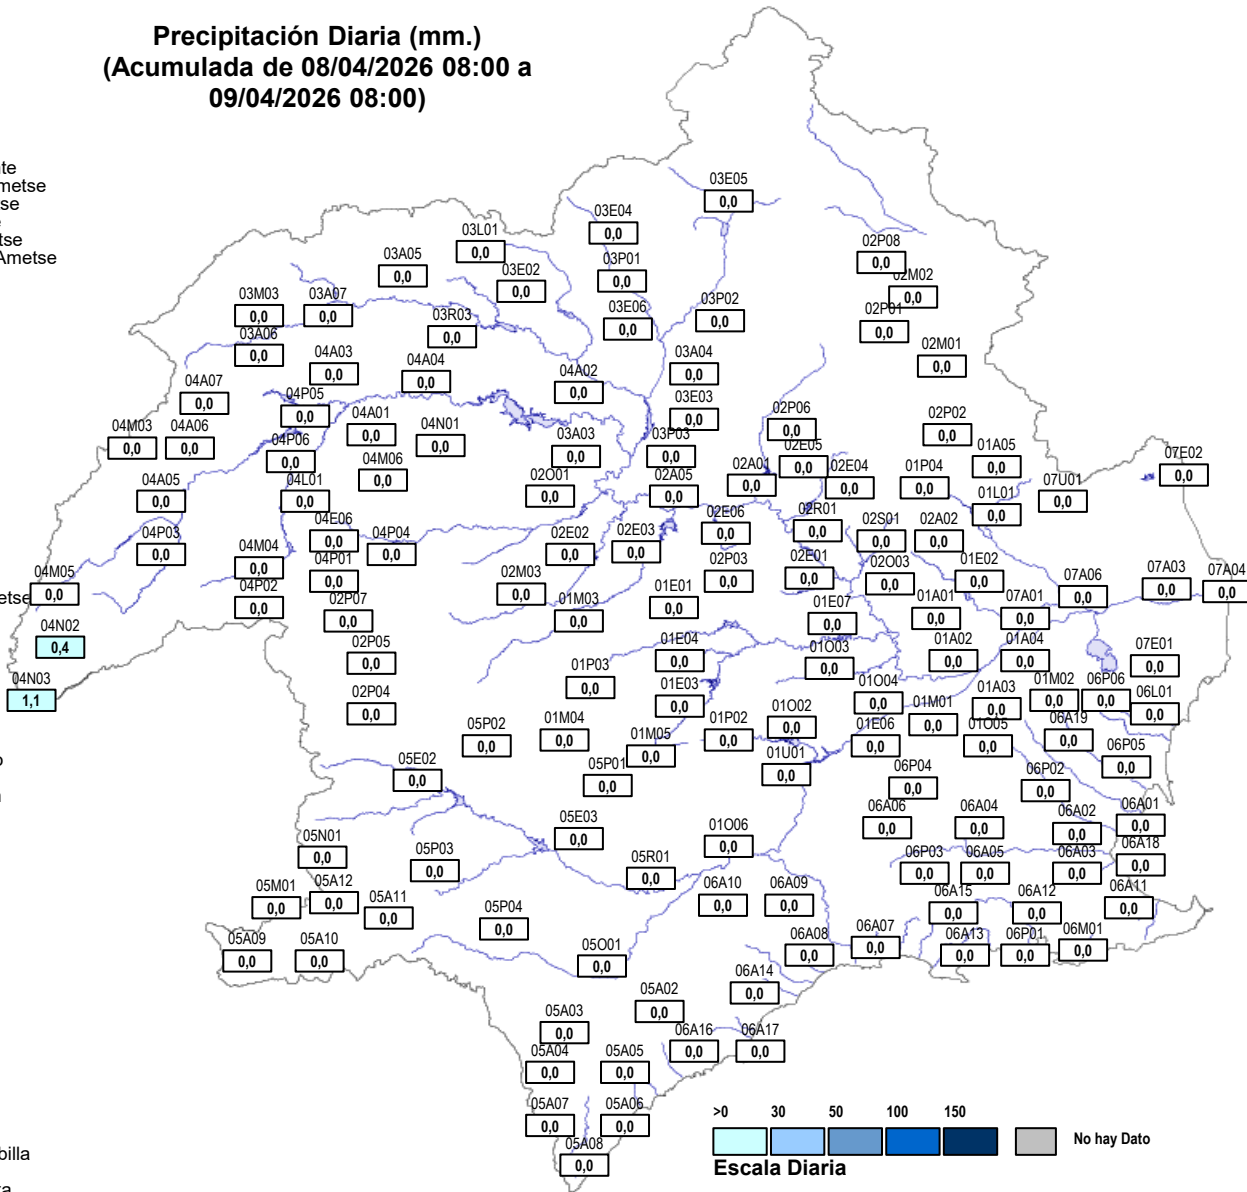 Precipitación Diaria (mm.)
(Acumulada de 08/04/2026 08:00 a
09/04/2026 08:00)
03E05
0,0
03E04
0,0
03L01
0,0
03A05
0,0
03E02
0,0
03P01
0,0
02P08
0,0
02M02
0,0
03M03
0,0
03A07
0,0
03R03
0,0
03E06
0,0
03P02
0,0
02P01
0,0
03A06
0,0
04A03
0,0
04A04
0,0
04A02
0,0
03A04
0,0
02M01
0,0
04A07
0,0
04P05
0,0
03E03
0,0
04M03
0,0
04A06
0,0
04A01
0,0
04N01
0,0
02P06
0,0
02P02
0,0
04P06
0,0
03A03
0,0
03P03
0,0
02E05
0,0
01A05
0,0
07E02
0,0
04M06
0,0
02O01
0,0
02A05
0,0
02A01
0,0
02E04
0,0
01P04
0,0
07U01
0,0
04A05
0,0
04L01
0,0
01L01
0,0
04E06
0,0
04P04
0,0
02E02
0,0
02E03
0,0
02E06
0,0
02R01
0,0
02S01
0,0
02A02
0,0
04P03
0,0
04M04
0,0
04P01
0,0
02P03
0,0
02E01
0,0
02O03
0,0
01E02
0,0
04M05
0,0
04P02
0,0
02P07
0,0
02M03
0,0
01M03
0,0
01E01
0,0
01E07
0,0
01A01
0,0
07A01
0,0
07A06
0,0
07A03
0,0
07A04
0,0
04N02
0,4
02P05
0,0
01E04
0,0
01O03
0,0
01A02
0,0
01A04
0,0
07E01
0,0
04N03
1,1
02P04
0,0
01P03
0,0
01E03
0,0
01O04
0,0
01M01
0,0
01A03
0,0
01M02
0,0
06P06
0,0
06L01
0,0
05P02
0,0
01M04
0,0
01M05
0,0
01P02
0,0
01O02
0,0
01E06
0,0
01O05
0,0
06A19
0,0
06P05
0,0
05E02
0,0
05P01
0,0
01U01
0,0
06P04
0,0
06P02
0,0
05E03
0,0
01O06
0,0
06A06
0,0
06A04
0,0
06A02
0,0
06A01
0,0
05N01
0,0
05P03
0,0
05R01
0,0
06P03
0,0
06A05
0,0
06A03
0,0
06A18
0,0
05M01
0,0
05A12
0,0
05A11
0,0
06A10
0,0
06A09
0,0
06A15
0,0
06A12
0,0
06A11
0,0
05P04
0,0
05A09
0,0
05A10
0,0
05O01
0,0
06A08
0,0
06A07
0,0
06A13
0,0
06P01
0,0
06M01
0,0
06A14
0,0
05A02
0,0
05A03
0,0
06A16
0,0
06A17
0,0
05A04
0,0
05A05
0,0
05A07
0,0
05A06
0,0
05A08
0,0
>0 30 50 100 150
No hay Dato
Escala Diaria